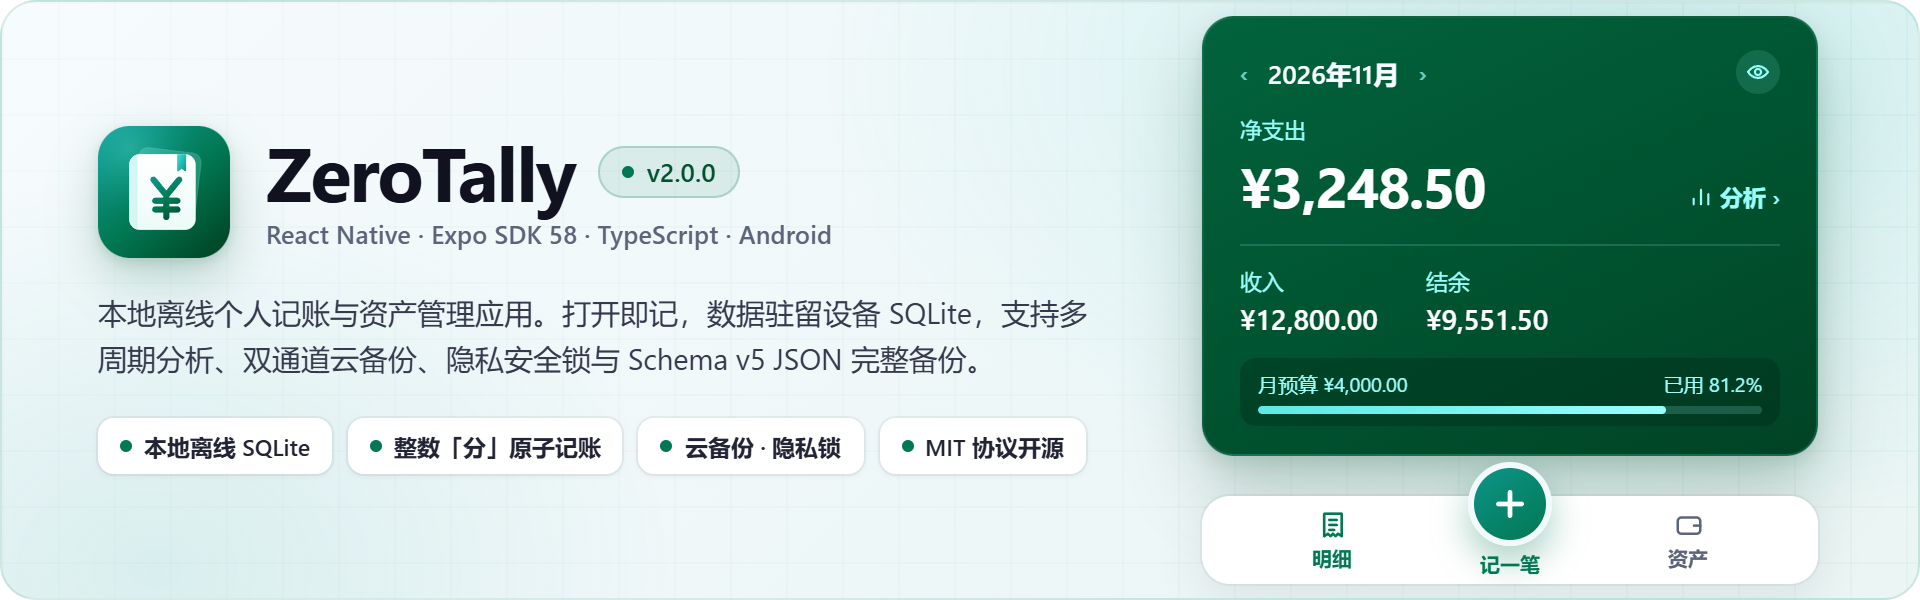 ¥
ZeroTally
v2.0.0
React Native · Expo SDK 58 · TypeScript · Android
本地离线个人记账与资产管理应用。打开即记，数据驻留设备 SQLite，支持多
周期分析、双通道云备份、隐私安全锁与 Schema v5 JSON 完整备份。
本地离线 SQLite
整数「分」原子记账
云备份 · 隐私锁
MIT 协议开源
‹ 2026年11月 ›
净支出
¥3,248.50
分析 ›
收入
结余
¥12,800.00
¥9,551.50
月预算 ¥4,000.00
已用 81.2%
明细
记一笔
资产